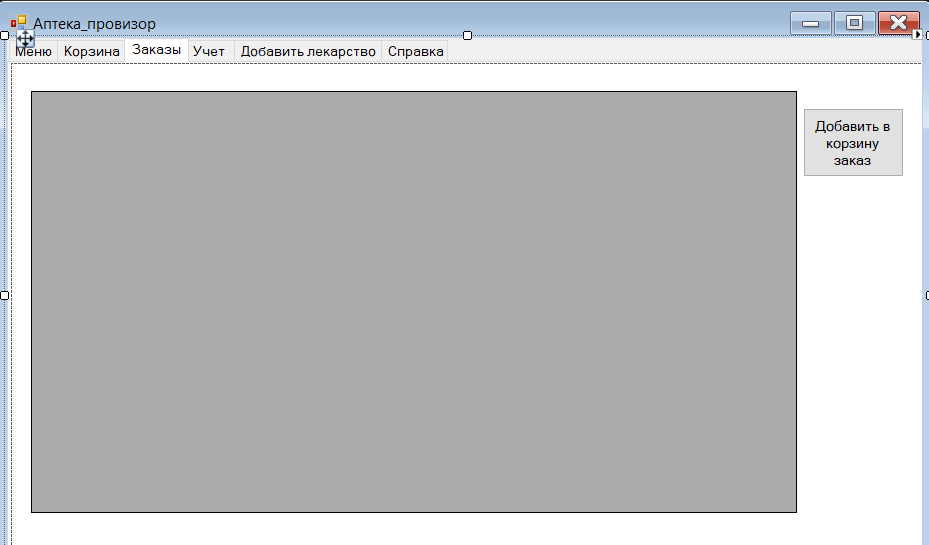 Аптека_провизор
Меню Корзина Заказы Учет Добавить лекарство Справка
Добавить в
корзину
заказ